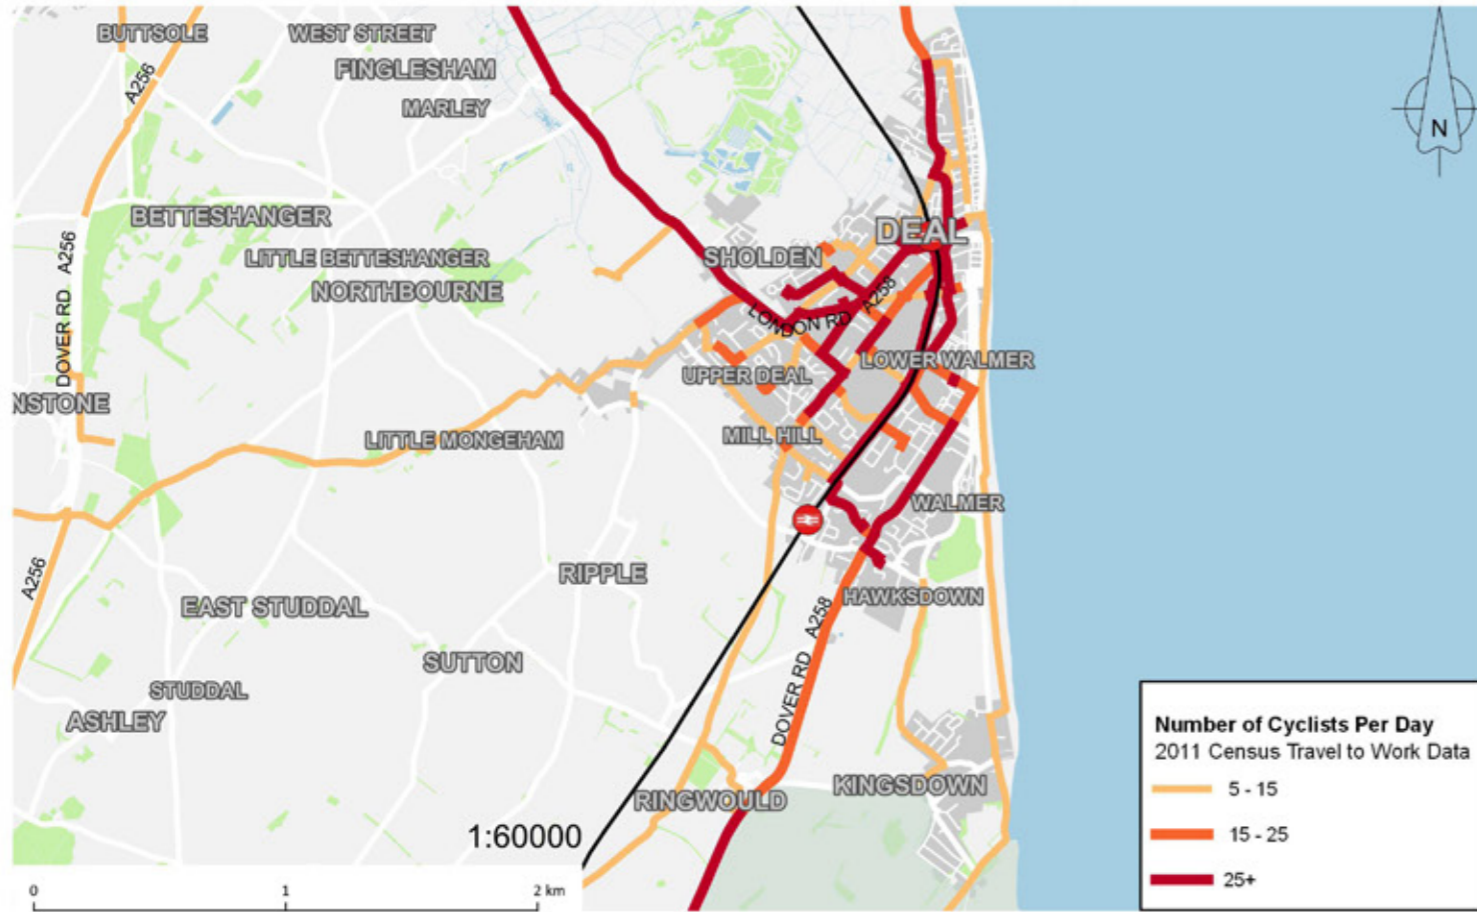 BUTTSOLE
WEST STREET
FINGLESHAM
MARLEY
A256
N
BETTESHANGER
DEAL
A256
LITTLE BETTESHANGER
SHOLDEN
NORTHBOURNE
A258
LONDON RD
DOVER RD
LOWER WALMER
UPPER DEAL
NSTONE
MILL HILL
LITTLE MONGEHAM
WALMER
A256
RIPPLE
HAWKSDOWN
EAST STUDDAL
A258
SUTTON
STUDDAL
DOVER RD
ASHLEY
KINGSDOWN
RINGWOULD
1:60000
0 1 2 km
Number of Cyclists Per Day
2011 Census Travel to Work Data
5 - 15
15 - 25
25+